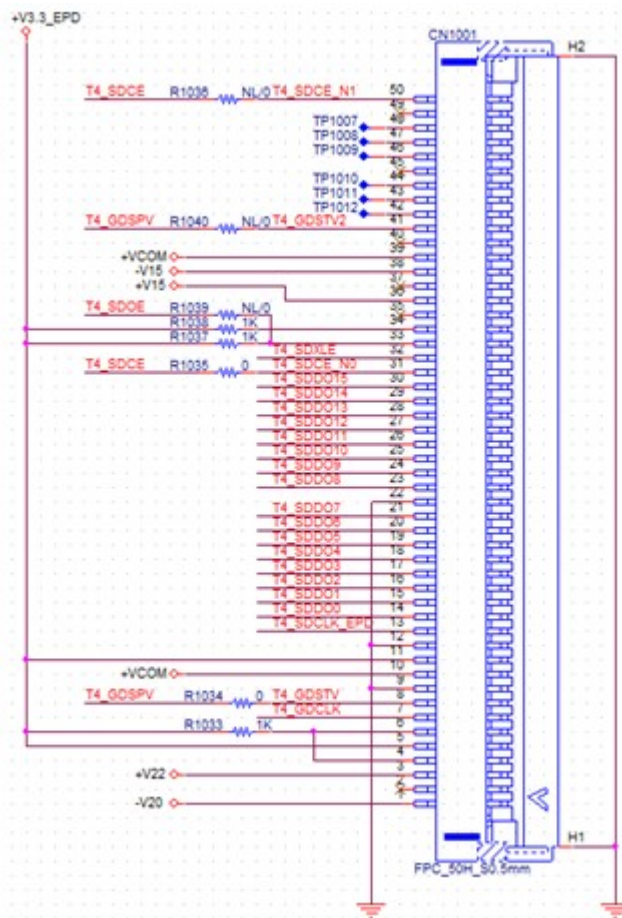 +V3.3_EPD
CN1001
H2
T4_SDCE R1036 NL/0 T4_SDCE_N1 50
49
TP1007 48
TP1008 47
TP1009 46
45
TP1010 44
TP1011 43
TP1012 42
T4_GDSPV R1040 NL/0 T4_GDSTV2 41
40
+VCOM 39
-V15 38
+V15 37
36
T4_SDOE R1039 NL/0 35
R1038 1K 34
R1037 1K 33
T4_SDXLE 32
T4_SDCE R1035 0 T4_SDCE_N0 31
T4_SDDO15 30
T4_SDDO14 29
T4_SDDO13 28
T4_SDDO12 27
T4_SDDO11 26
T4_SDDO10 25
T4_SDDO9 24
T4_SDDO8 23
22
T4_SDDO7 21
T4_SDDO6 20
T4_SDDO5 19
T4_SDDO4 18
T4_SDDO3 17
T4_SDDO2 16
T4_SDDO1 15
T4_SDDO0 14
T4_SDCLK_EPD 13
12
11
+VCOM 10
9
T4_GDSPV R1034 0 T4_GDSTV 8
T4_GDCLK 7
R1033 1K 6
5
4
+V22 3
2
-V20 1
H1
FPC_50H_S0.5mm